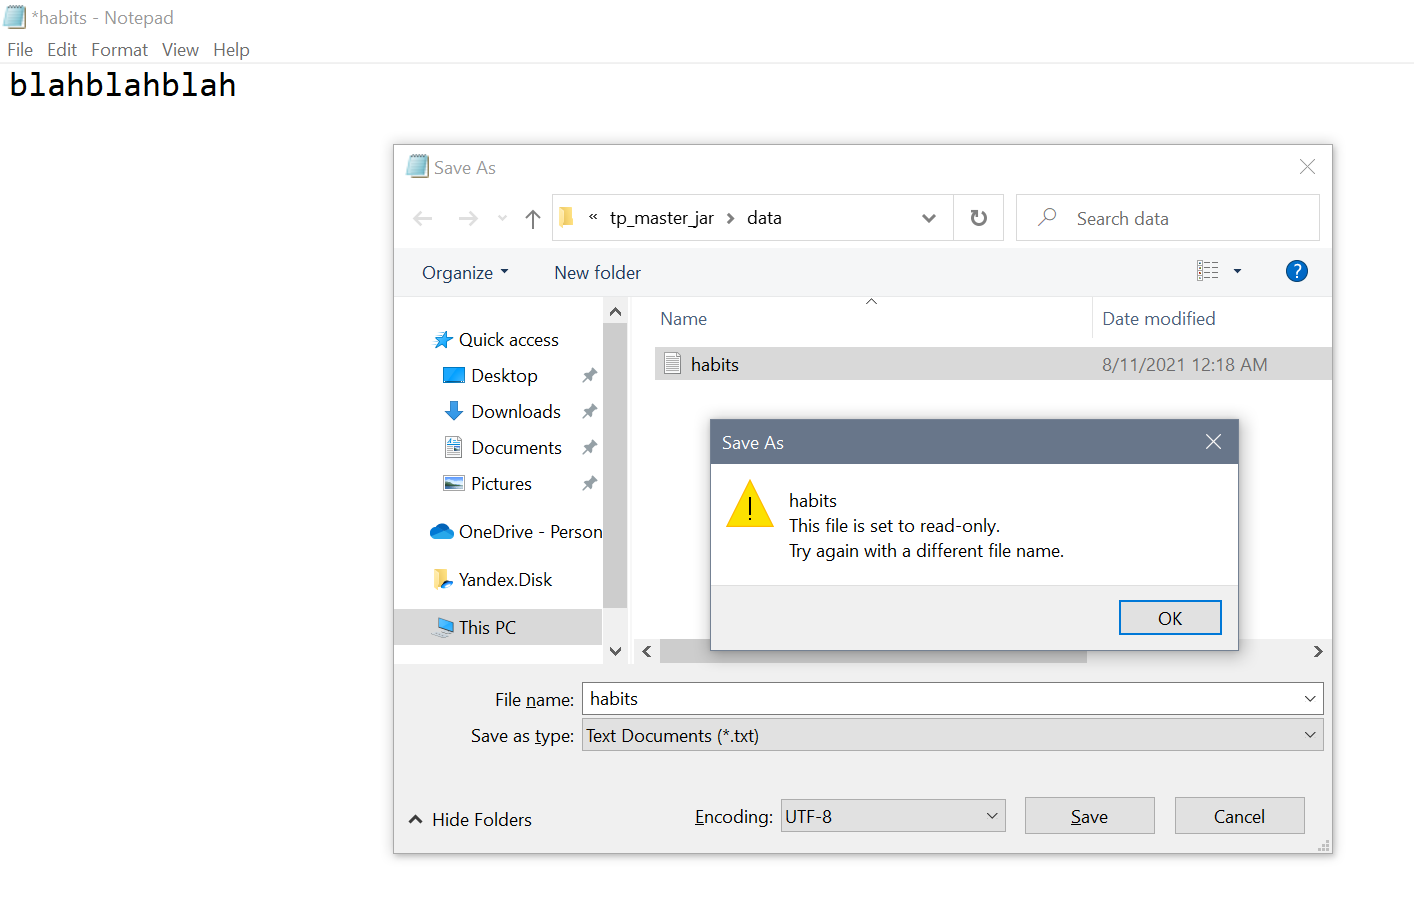 *habits - Notepad
File Edit Format View Help
blahblahblah
Save As
« tp_master_jar > data
Search data
Organize
New folder
?
Name
Date modified
Quick access
Desktop
Downloads
Documents
Pictures
OneDrive - Person
Yandex.Disk
This PC
habits
8/11/2021 12:18 AM
Save As
habits
This file is set to read-only.
Try again with a different file name.
OK
File name: habits
Save as type: Text Documents (*.txt)
Hide Folders
Encoding: UTF-8
Save
Cancel